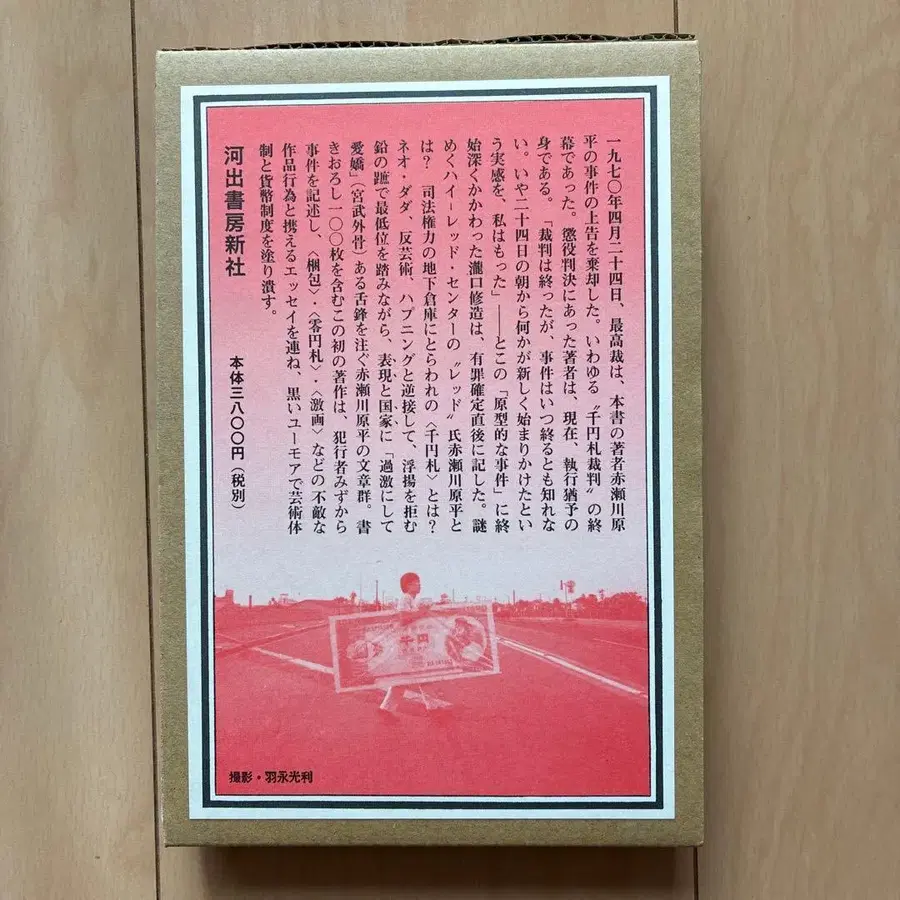 一九七〇年四月二十四日、最高裁は、本書の著者赤瀬川原
平の事件の上告を棄却した。いわゆる〝千円札裁判〟の終
幕であった。懲役判決にあった著者は、現在、執行猶予の
身である。「裁判は終ったが、事件はいつ終るとも知れな
い。いや二十四日の朝から何かが新しく始まりかけたとい
う実感を、私はもった」――とこの「原型的な事件」に終
始深くかかわった瀧口修造は、有罪確定直後に記した。謎
めくハイ＝レッド・センターの〝レッド〟氏赤瀬川原平と
は？　司法権力の地下倉庫にとらわれの〈千円札〉とは？
ネオ・ダダ、反芸術、ハプニングと逆接して、浮揚を拒む
鉛の蹠で最低位を踏みながら、表現と国家に「過激にして
愛嬌」（宮武外骨）ある舌鋒を注ぐ赤瀬川原平の文章群。書
きおろし一〇〇枚を含むこの初の著作は、犯行者みずから
事件を記述し、〈梱包〉・〈零円札〉・〈激画〉などの不敵な
作品行為と携えるエッセイを連ね、黒いユーモアで芸術体
制と貨幣制度を塗り潰す。
河出書房新社
本体三八〇〇円（税別）
千円
撮影・羽永光利